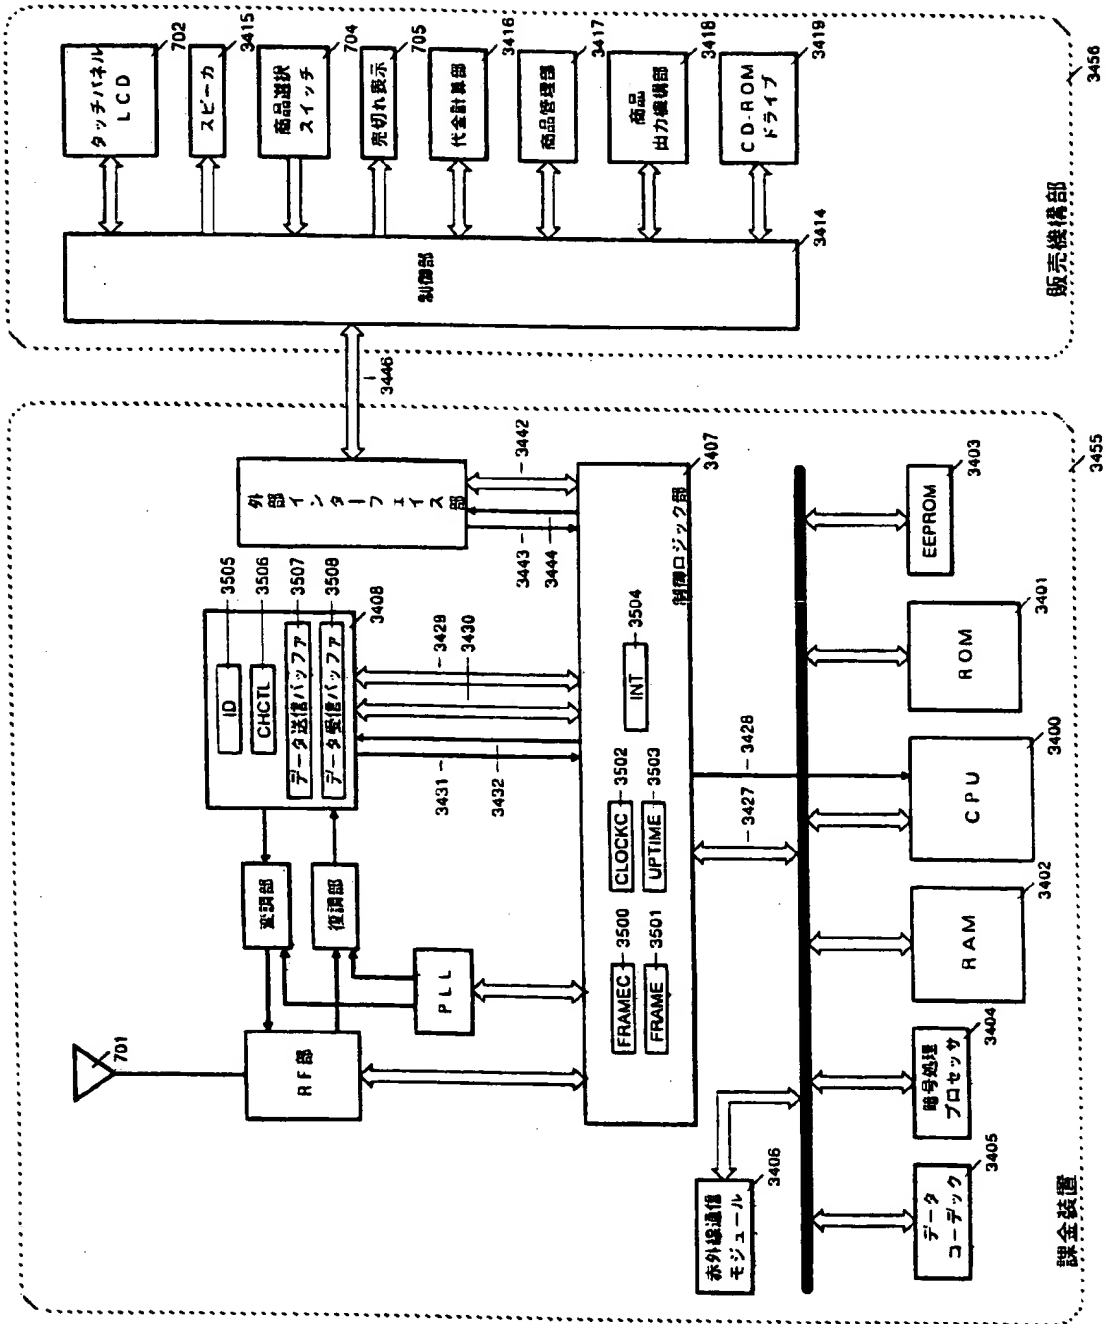 702
3415
704
705
3416
3417
3418
3419
タッチパネル
LCD
スピーカ
商品選択
スイッチ
売切れ表示
代金計算部
商品管理部
商品
出力機構部
CD-ROM
ドライブ
3456
制御部
3414
販売機構部
3446
外部インターフェイス部
3442
3443
3444
3407
制御ロジック部
3505
3506
3507
3508
3408
ID
CHCTL
データ送信バッファ
データ受信バッファ
3429
3430
3431
3432
変調部
復調部
PLL
RF部
701
INT
3504
CLOCKC
3502
UPTIME
3503
FRAMEC
3500
FRAME
3501
3428
3427
3455
EEPROM
3403
ROM
3401
CPU
3400
RAM
3402
暗号処理
プロセッサ
3404
データ
コーデック
3405
赤外線通信
モジュール
3406
課金装置